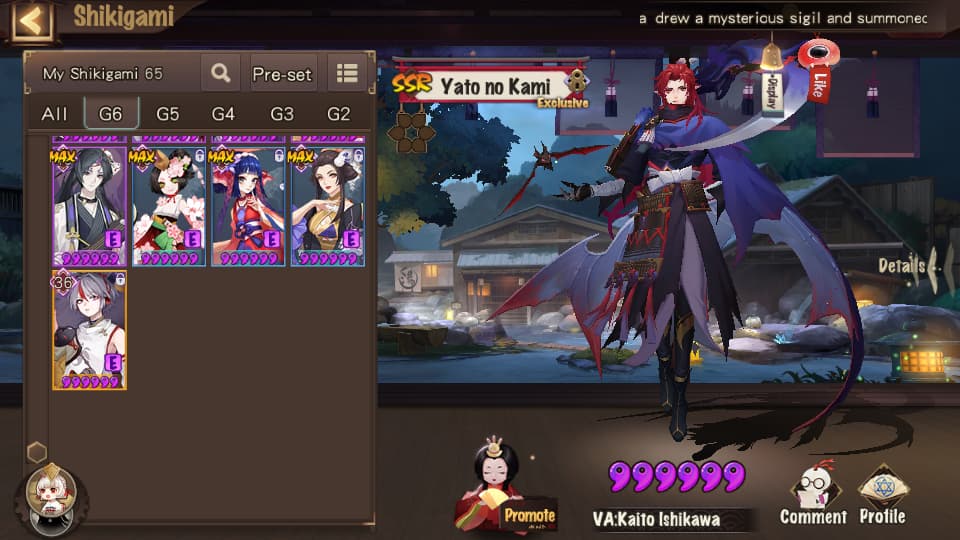 Shikigami
a drew a mysterious sigil and summoned
My Shikigami 65
Pre-set
All G6 G5 G4 G3 G2
SSR Yato no Kami
Exclusive
Display
Like
MAX MAX MAX MAX
E E E E
999999 999999 999999 999999
36
E
999999
Details
湯
Promote
999999
VA:Kaito Ishikawa
Comment
Profile